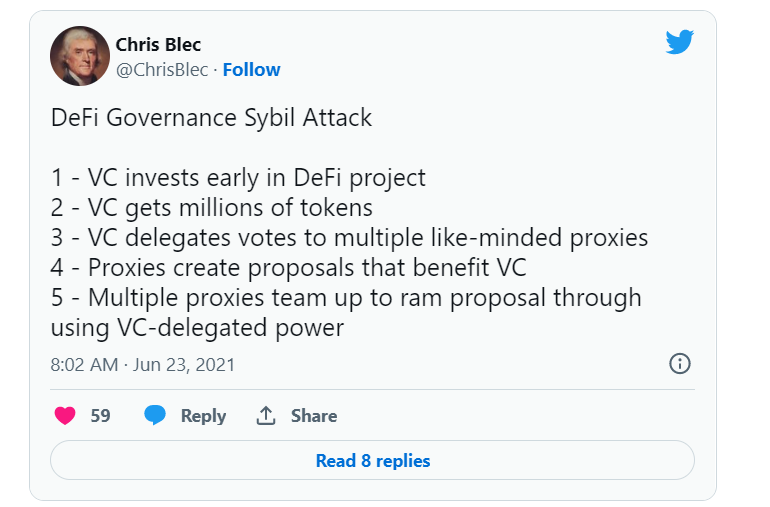 Chris Blec
@ChrisBlec · Follow
DeFi Governance Sybil Attack
1 - VC invests early in DeFi project
2 - VC gets millions of tokens
3 - VC delegates votes to multiple like-minded proxies
4 - Proxies create proposals that benefit VC
5 - Multiple proxies team up to ram proposal through
using VC-delegated power
8:02 AM · Jun 23, 2021
59 Reply Share
Read 8 replies